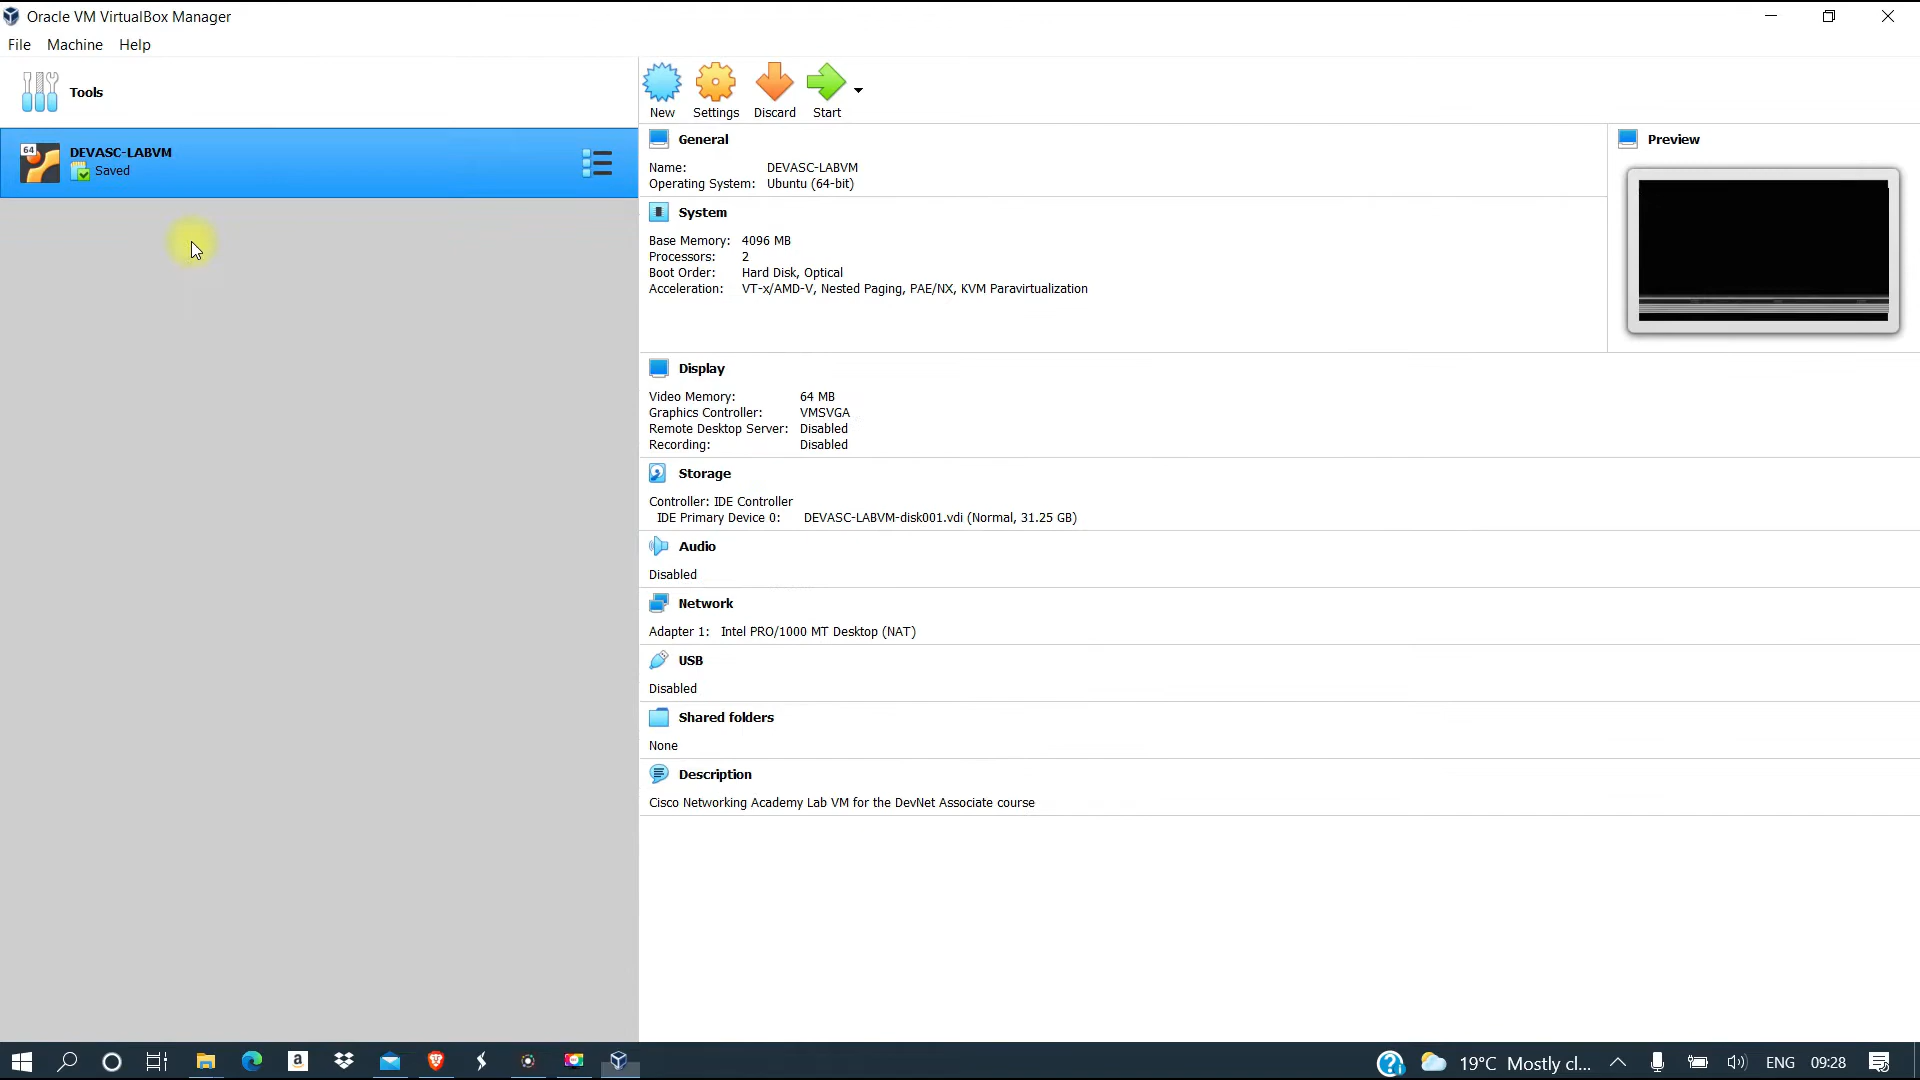 Oracle VM VirtualBox Manager
File Machine Help
Tools
64
DEVASC-LABVM
Saved
New Settings Discard Start
General
Name: DEVASC-LABVM
Operating System: Ubuntu (64-bit)
Preview
System
Base Memory: 4096 MB
Processors: 2
Boot Order: Hard Disk, Optical
Acceleration: VT-x/AMD-V, Nested Paging, PAE/NX, KVM Paravirtualization
Display
Video Memory: 64 MB
Graphics Controller: VMSVGA
Remote Desktop Server: Disabled
Recording: Disabled
Storage
Controller: IDE Controller
IDE Primary Device 0: DEVASC-LABVM-disk001.vdi (Normal, 31.25 GB)
Audio
Disabled
Network
Adapter 1: Intel PRO/1000 MT Desktop (NAT)
USB
Disabled
Shared folders
None
Description
Cisco Networking Academy Lab VM for the DevNet Associate course
19°C Mostly cl... ENG 09:28